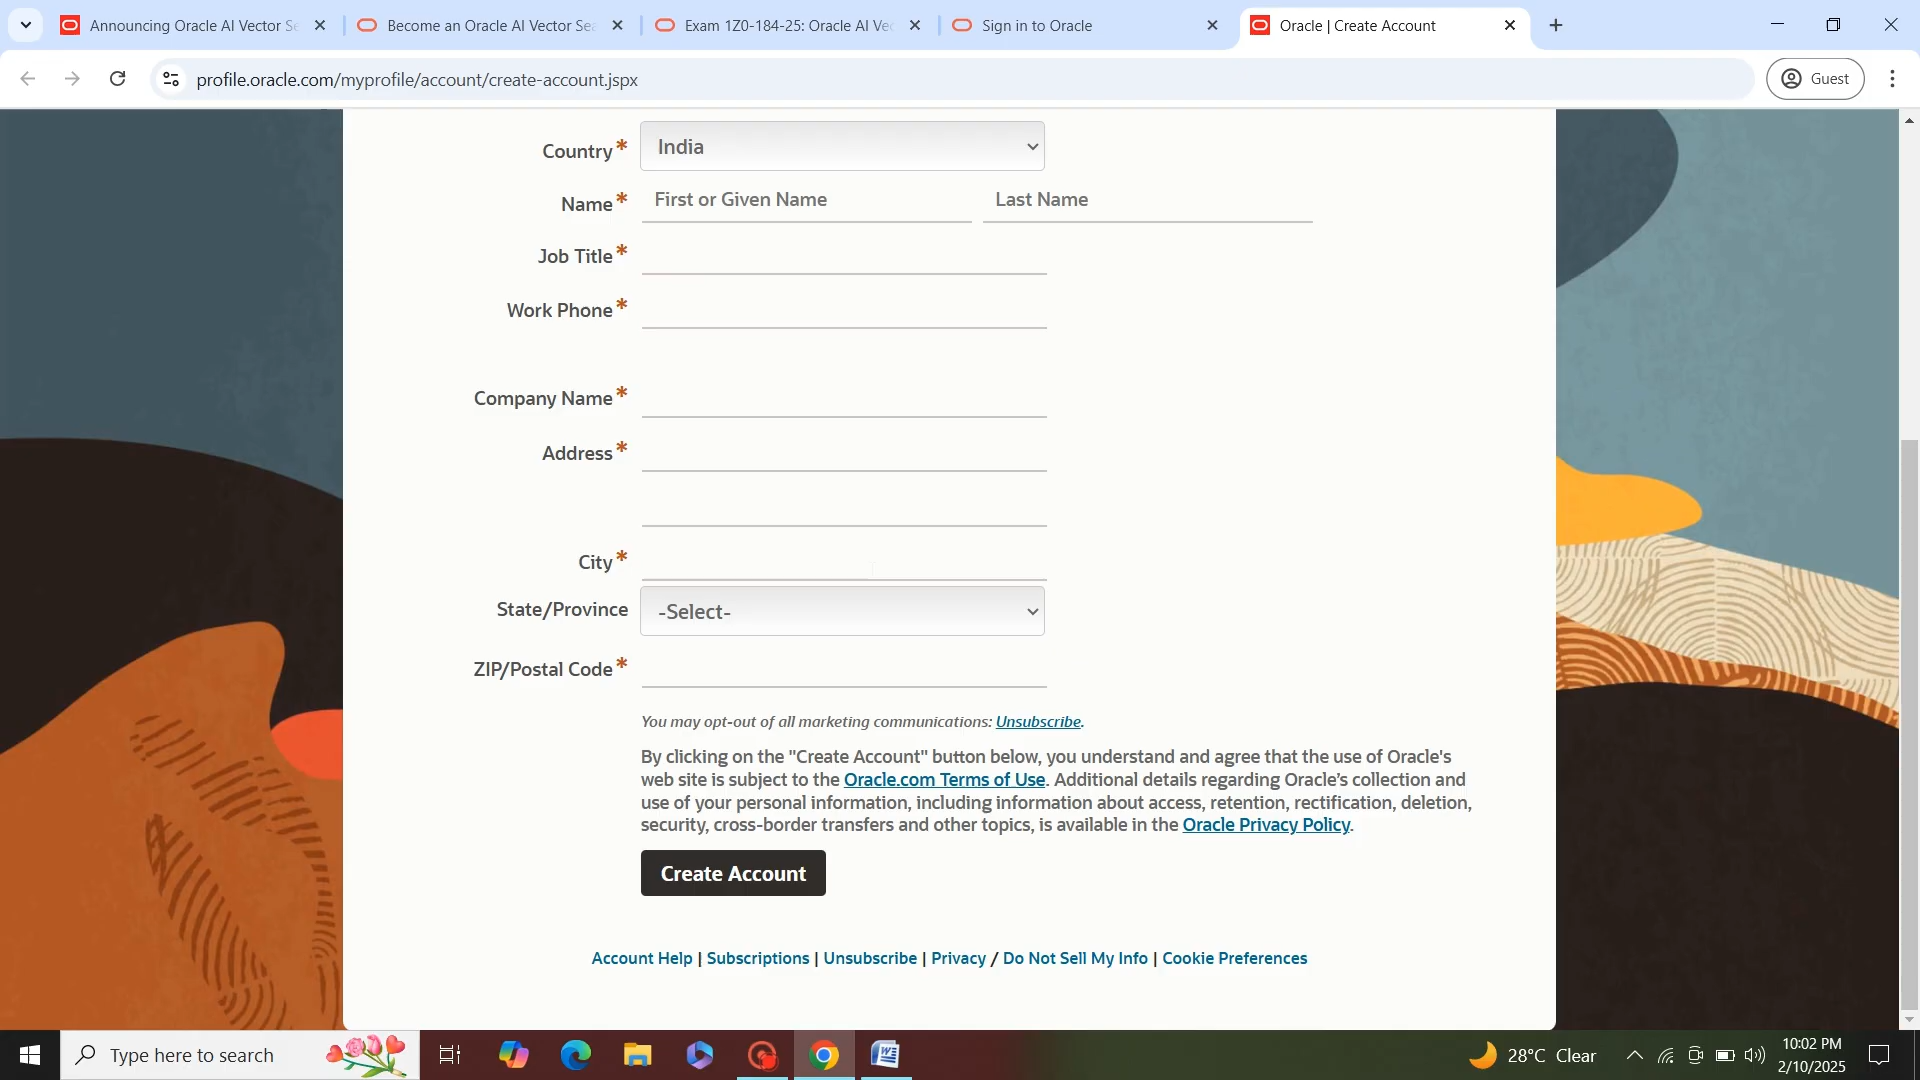 Announcing Oracle AI Vector Se
Become an Oracle AI Vector Sea
Exam 1Z0-184-25: Oracle AI Vec
Sign in to Oracle
Oracle | Create Account
profile.oracle.com/myprofile/account/create-account.jspx
Guest
Country* India
Name* First or Given Name Last Name
Job Title*
Work Phone*
Company Name*
Address*
City*
State/Province -Select-
ZIP/Postal Code*
You may opt-out of all marketing communications: Unsubscribe.
By clicking on the "Create Account" button below, you understand and agree that the use of Oracle's
web site is subject to the Oracle.com Terms of Use. Additional details regarding Oracle’s collection and
use of your personal information, including information about access, retention, rectification, deletion,
security, cross-border transfers and other topics, is available in the Oracle Privacy Policy.
Create Account
Account Help | Subscriptions | Unsubscribe | Privacy / Do Not Sell My Info | Cookie Preferences
Type here to search
28°C Clear
10:02 PM
2/10/2025